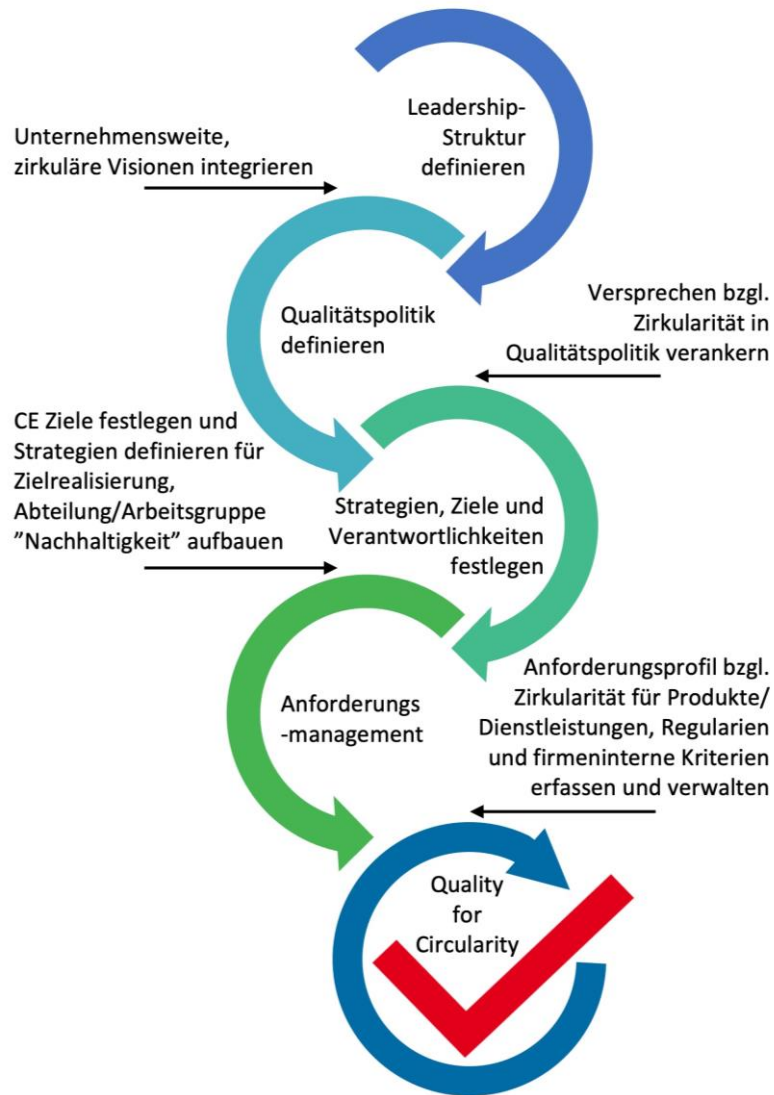 Leadership-
Struktur
definieren
Unternehmensweite,
zirkuläre Visionen integrieren
Qualitätspolitik
definieren
Versprechen bzgl.
Zirkularität in
Qualitätspolitik verankern
CE Ziele festlegen und
Strategien definieren für
Zielrealisierung,
Abteilung/Arbeitsgruppe
”Nachhaltigkeit” aufbauen
Strategien, Ziele und
Verantwortlichkeiten
festlegen
Anforderungs
-management
Anforderungsprofil bzgl.
Zirkularität für Produkte/
Dienstleistungen, Regularien
und firmeninterne Kriterien
erfassen und verwalten
Quality
for
Circularity